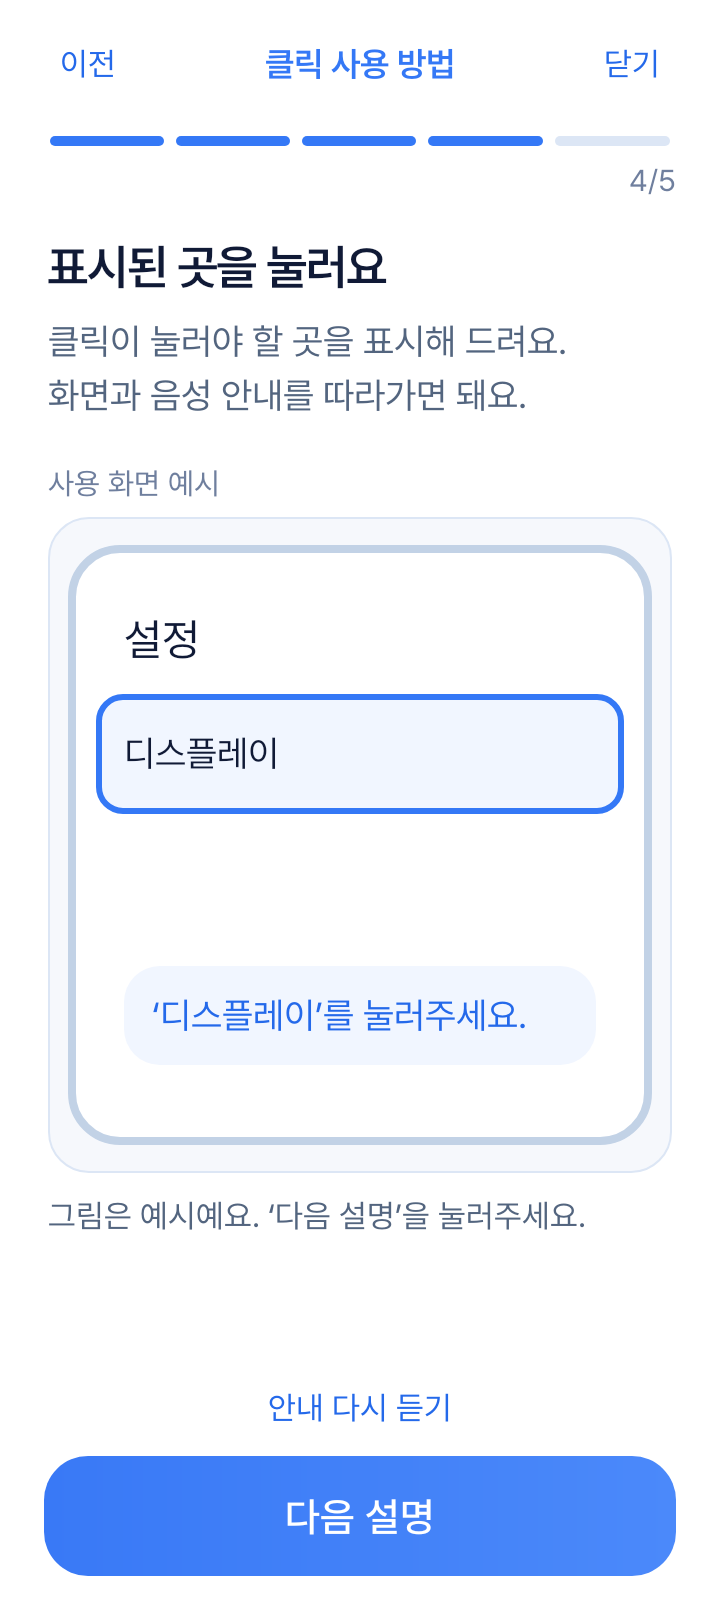 이전
클릭 사용 방법
닫기
4/5
표시된 곳을 눌러요
클릭이 눌러야 할 곳을 표시해 드려요.
화면과 음성 안내를 따라가면 돼요.
사용 화면 예시
설정
디스플레이
‘디스플레이’를 눌러주세요.
그림은 예시예요. ‘다음 설명’을 눌러주세요.
안내 다시 듣기
다음 설명